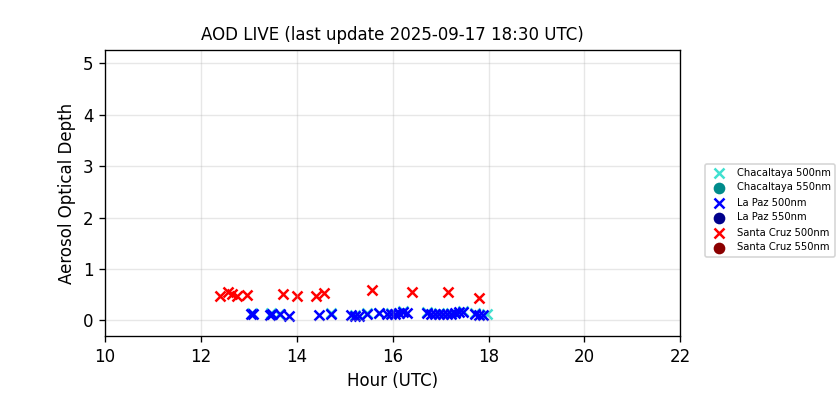 AOD LIVE (last update 2025-09-17 18:30 UTC)
Aerosol Optical Depth
5
4
3
2
1
0
10 12 14 16 18 20 22
Hour (UTC)
Chacaltaya 500nm
Chacaltaya 550nm
La Paz 500nm
La Paz 550nm
Santa Cruz 500nm
Santa Cruz 550nm